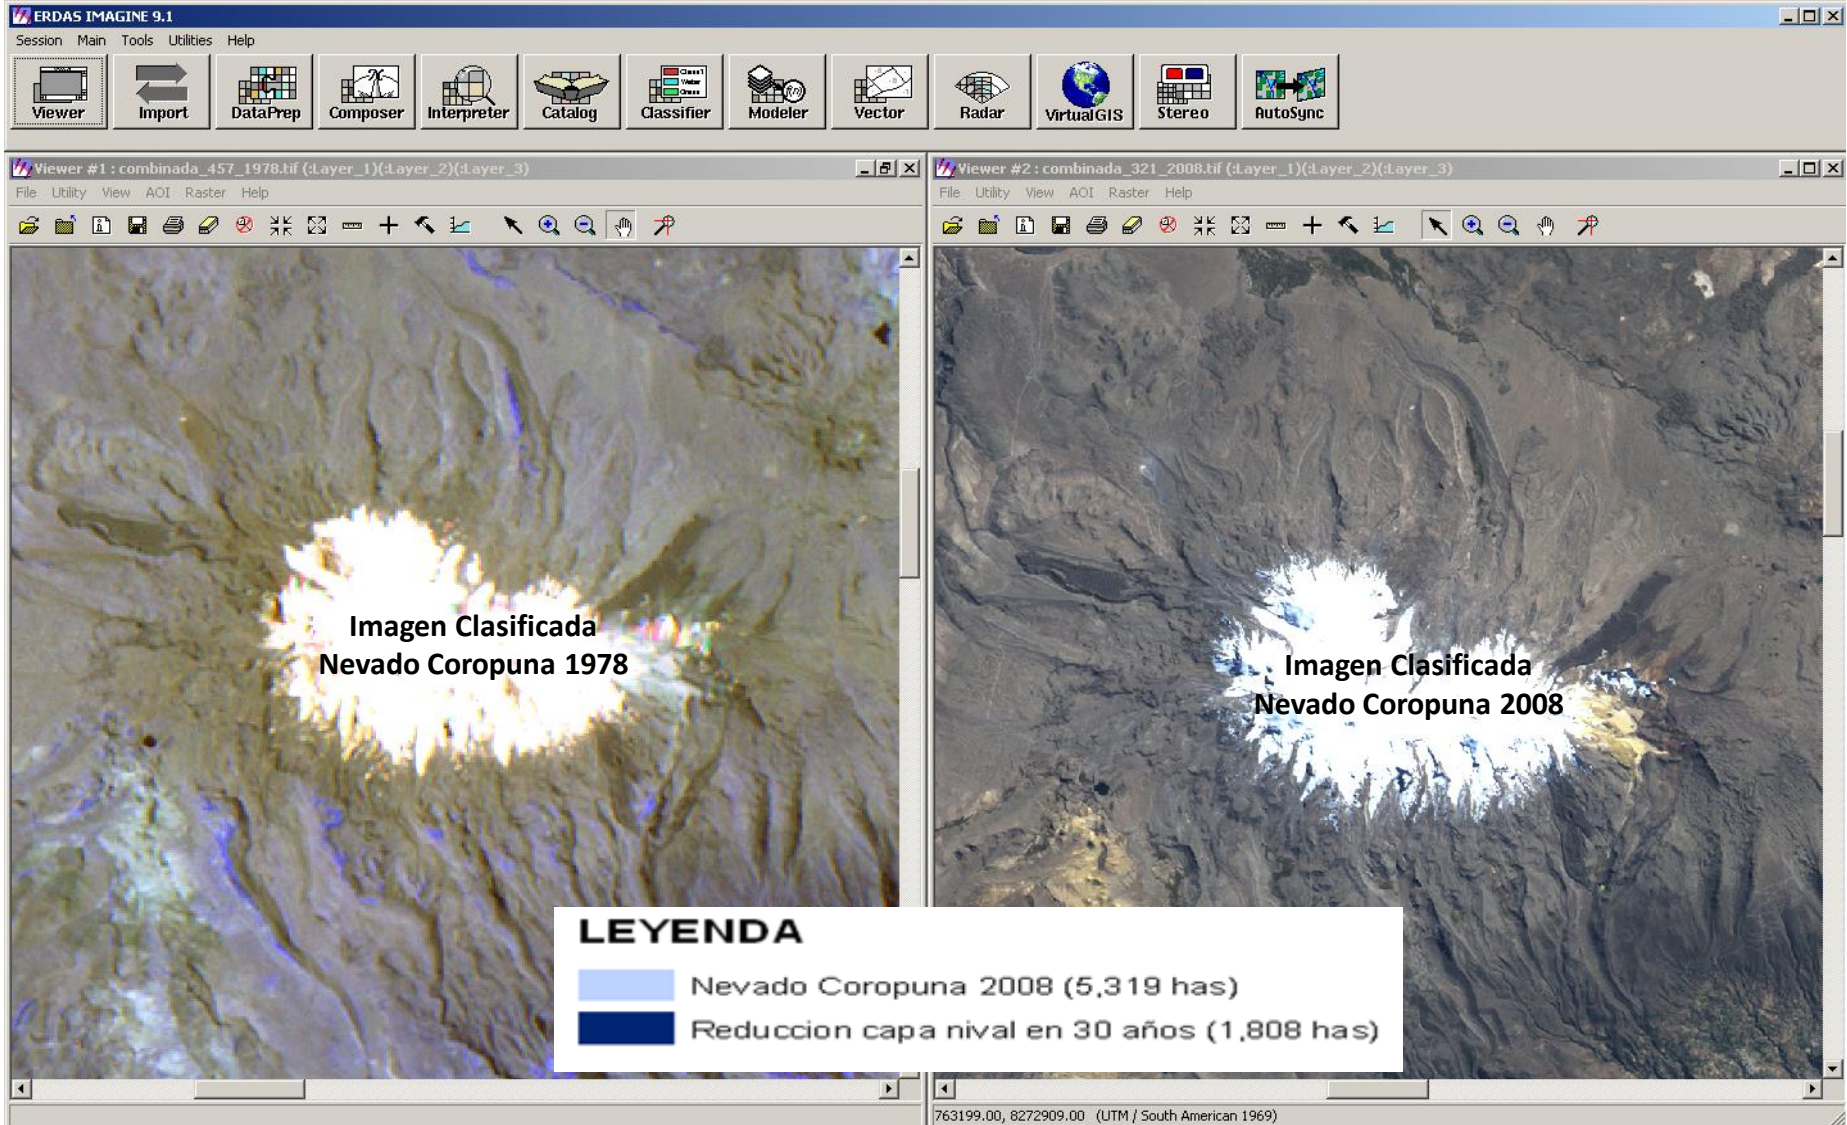 ERDAS IMAGINE 9.1
Session Main Tools Utilities Help
Viewer Import DataPrep Composer Interpreter Catalog Classifier Modeler Vector Radar VirtualGIS Stereo AutoSync
Viewer #1 : combinada_457_1978.tif (:Layer_1)(:Layer_2)(:Layer_3)
File Utility View AOI Raster Help
Imagen Clasificada
Nevado Coropuna 1978
Viewer #2 : combinada_321_2008.tif (:Layer_1)(:Layer_2)(:Layer_3)
File Utility View AOI Raster Help
Imagen Clasificada
Nevado Coropuna 2008
LEYENDA
Nevado Coropuna 2008 (5,319 has)
Reduccion capa nival en 30 años (1,808 has)
763199.00, 8272909.00 (UTM / South American 1969)